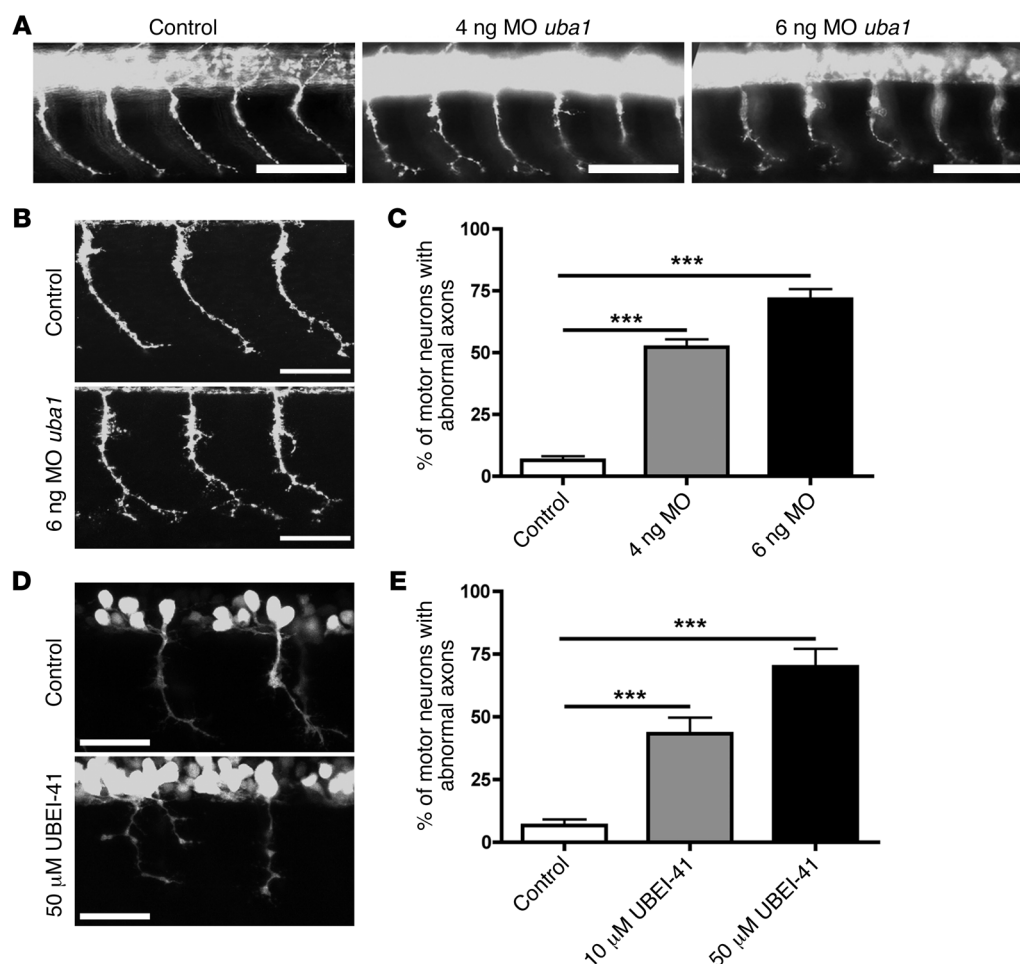 A
Control
4 ng MO uba1
6 ng MO uba1
B
Control
6 ng MO uba1
C
% of motor neurons with
abnormal axons
100
75
50
25
0
***
***
Control
4 ng MO
6 ng MO
D
Control
50 μM UBEI-41
E
% of motor neurons with
abnormal axons
100
75
50
25
0
***
***
Control
10 μM UBEI-41
50 μM UBEI-41